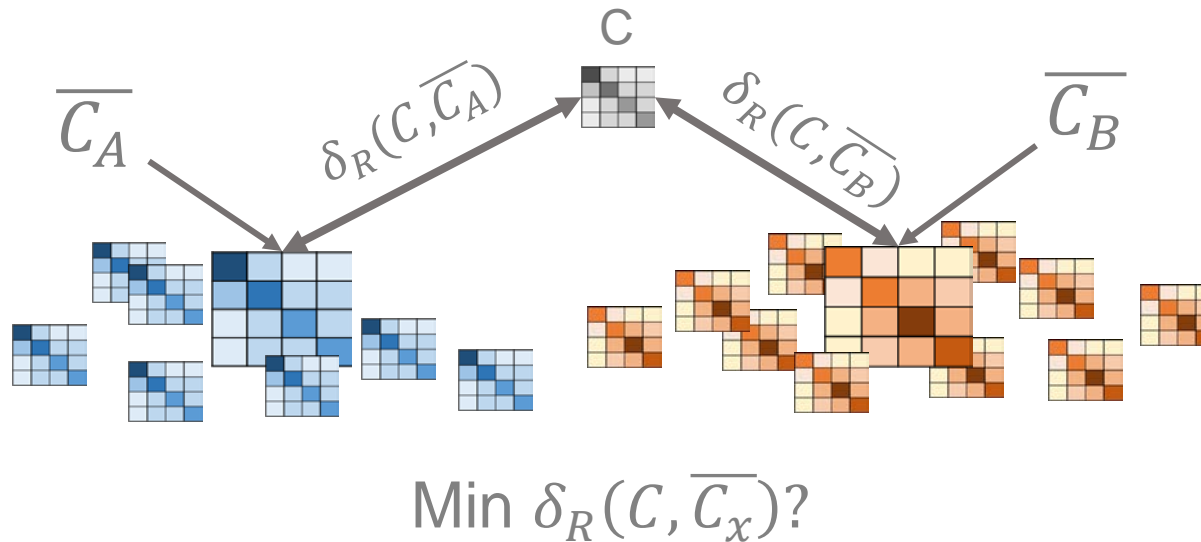 C
$\overline{C_A}$
$\delta_R(C,\overline{C_A})$
$\delta_R(C,\overline{C_B})$
$\overline{C_B}$
Min $\delta_R(C,\overline{C_x})$?